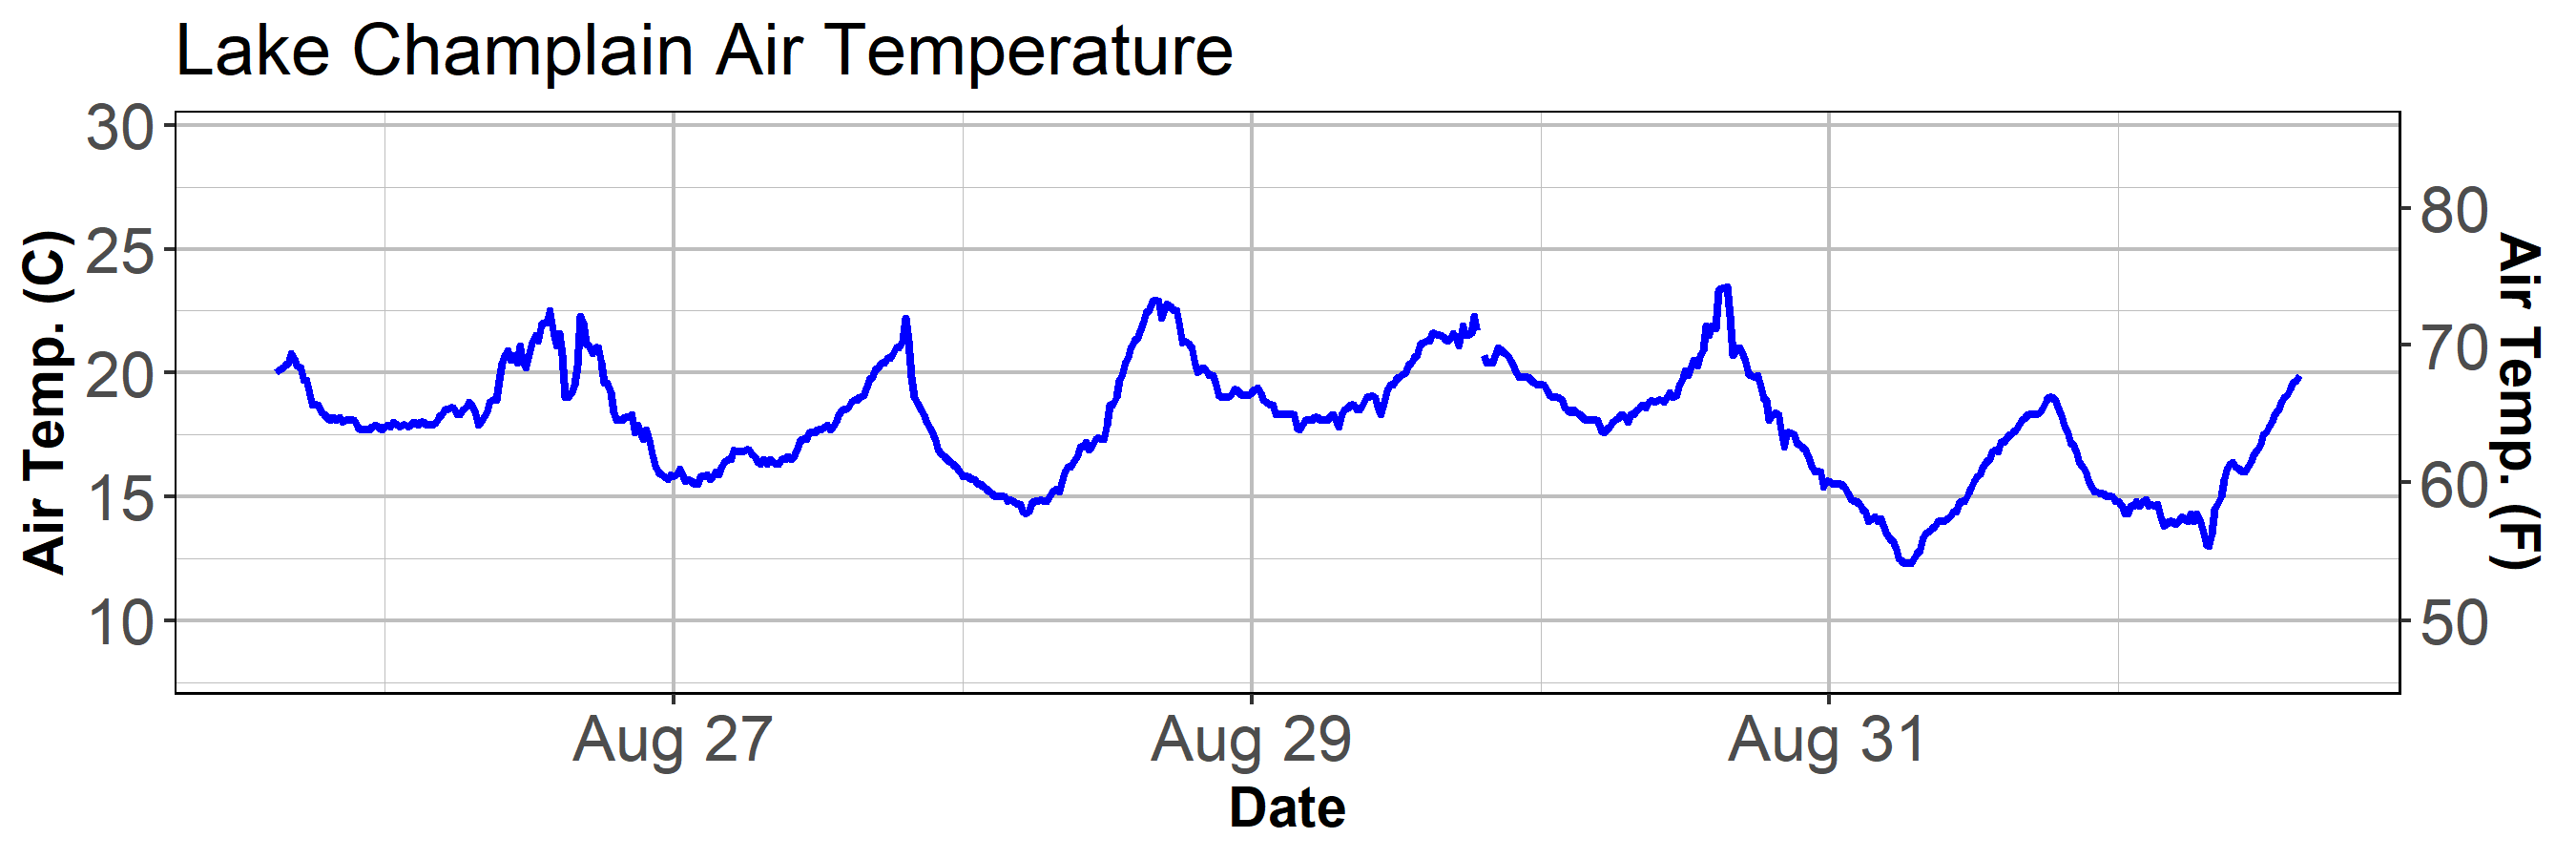 Lake Champlain Air Temperature
Air Temp. (C)
30
25
20
15
10
80
70
60
50
Air Temp. (F)
Aug 27
Aug 29
Aug 31
Date